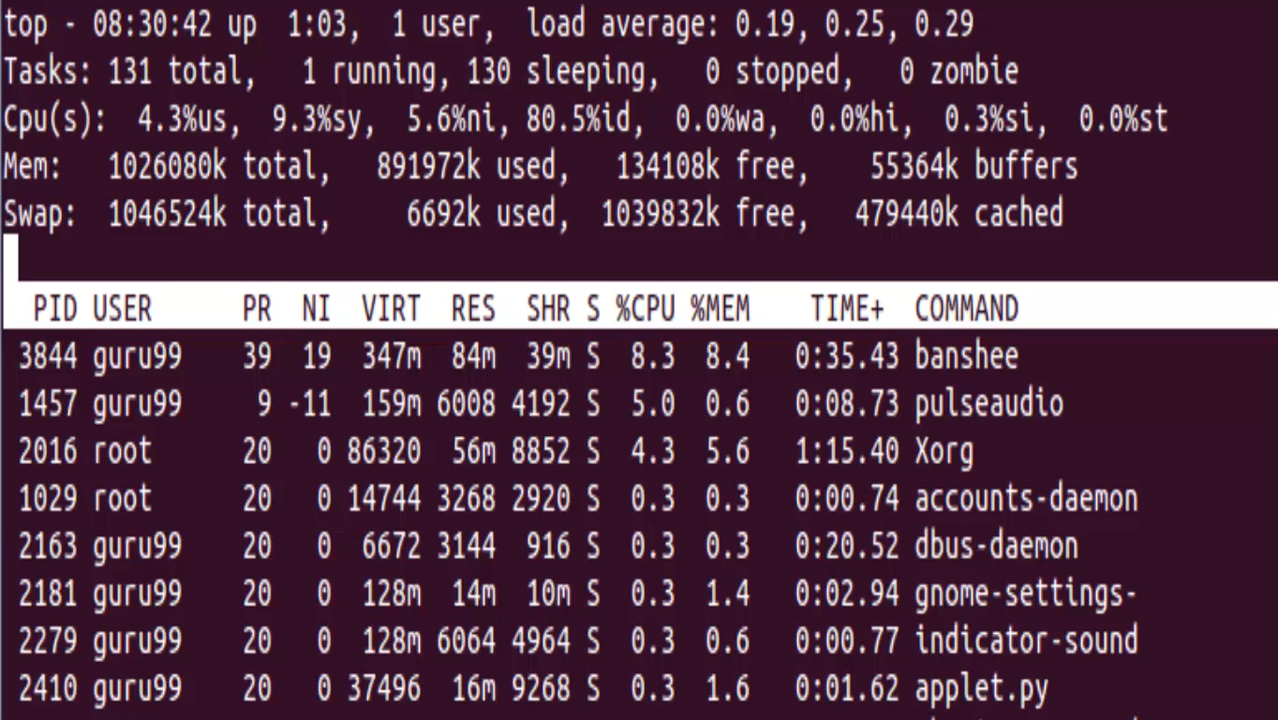 top - 08:30:42 up  1:03,  1 user,  load average: 0.19, 0.25, 0.29
Tasks: 131 total,   1 running, 130 sleeping,   0 stopped,   0 zombie
Cpu(s):  4.3%us,  9.3%sy,  5.6%ni, 80.5%id,  0.0%wa,  0.0%hi,  0.3%si,  0.0%st
Mem:   1026080k total,   891972k used,   134108k free,    55364k buffers
Swap:  1046524k total,     6692k used,  1039832k free,   479440k cached
  PID USER      PR  NI  VIRT  RES  SHR S %CPU %MEM    TIME+  COMMAND
 3844 guru99    39  19  347m  84m  39m S  8.3  8.4   0:35.43 banshee
 1457 guru99     9 -11  159m 6008 4192 S  5.0  0.6   0:08.73 pulseaudio
 2016 root      20   0 86320  56m 8852 S  4.3  5.6   1:15.40 Xorg
 1029 root      20   0 14744 3268 2920 S  0.3  0.3   0:00.74 accounts-daemon
 2163 guru99    20   0  6672 3144  916 S  0.3  0.3   0:20.52 dbus-daemon
 2181 guru99    20   0  128m  14m  10m S  0.3  1.4   0:02.94 gnome-settings-
 2279 guru99    20   0  128m 6064 4964 S  0.3  0.6   0:00.77 indicator-sound
 2410 guru99    20   0 37496  16m 9268 S  0.3  1.6   0:01.62 applet.py